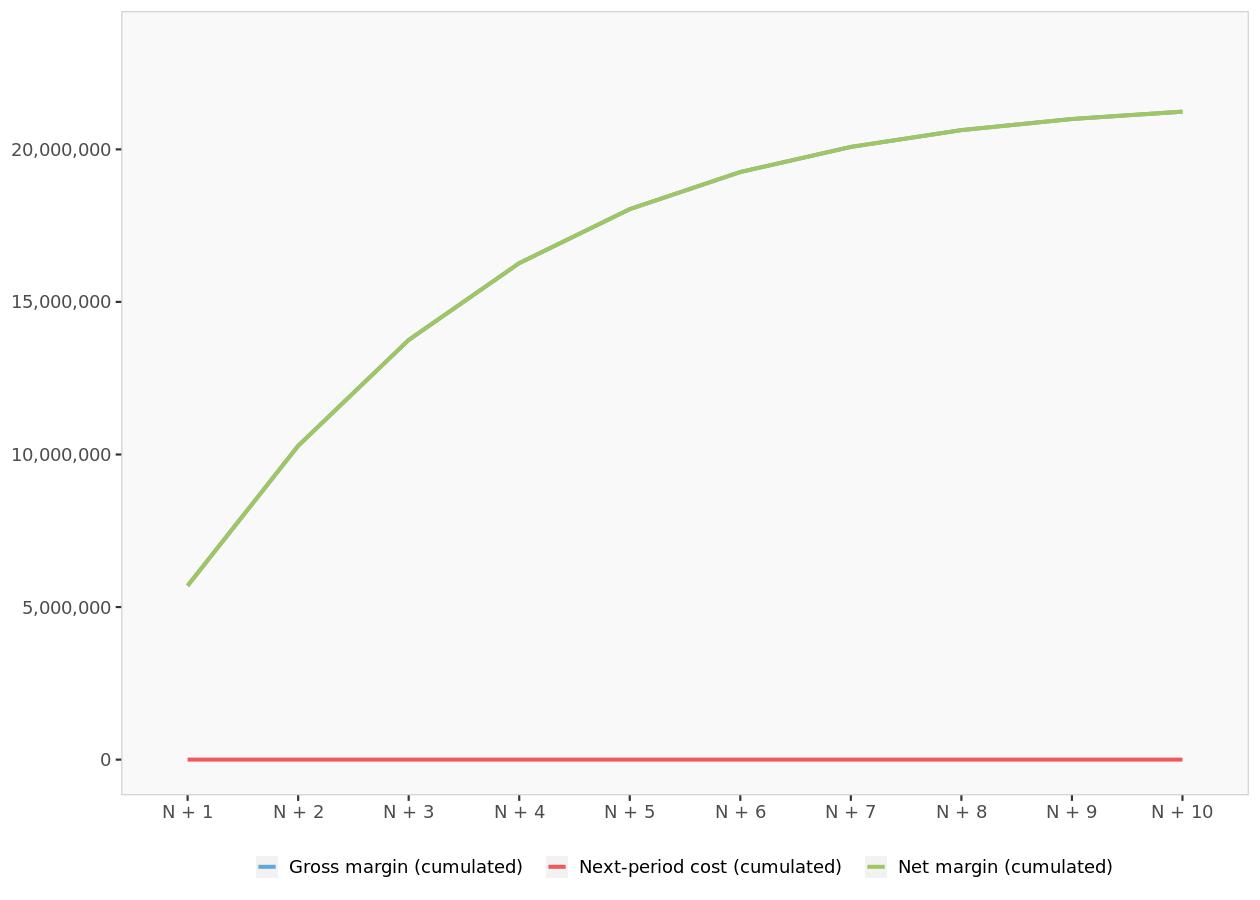 20,000,000
15,000,000
10,000,000
5,000,000
0
N + 1 N + 2 N + 3 N + 4 N + 5 N + 6 N + 7 N + 8 N + 9 N + 10
Gross margin (cumulated) Next-period cost (cumulated) Net margin (cumulated)